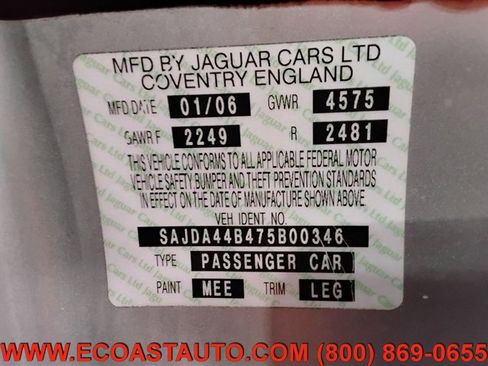 MFD BY JAGUAR CARS LTD
COVENTRY ENGLAND
MFD DATE 01/06 GVWR 4575
GAWR F 2249 R 2481
THIS VEHICLE CONFORMS TO ALL APPLICABLE FEDERAL MOTOR
VEHICLE SAFETY, BUMPER AND THEFT PREVENTION STANDARDS
IN EFFECT ON THE DATE OF MANUFACTURE SHOWN ABOVE.
VEH IDENT NO.
SAJDA44B475B00346
TYPE PASSENGER CAR
PAINT MEE TRIM LEG
WWW.ECOASTAUTO.COM (800) 869-0655